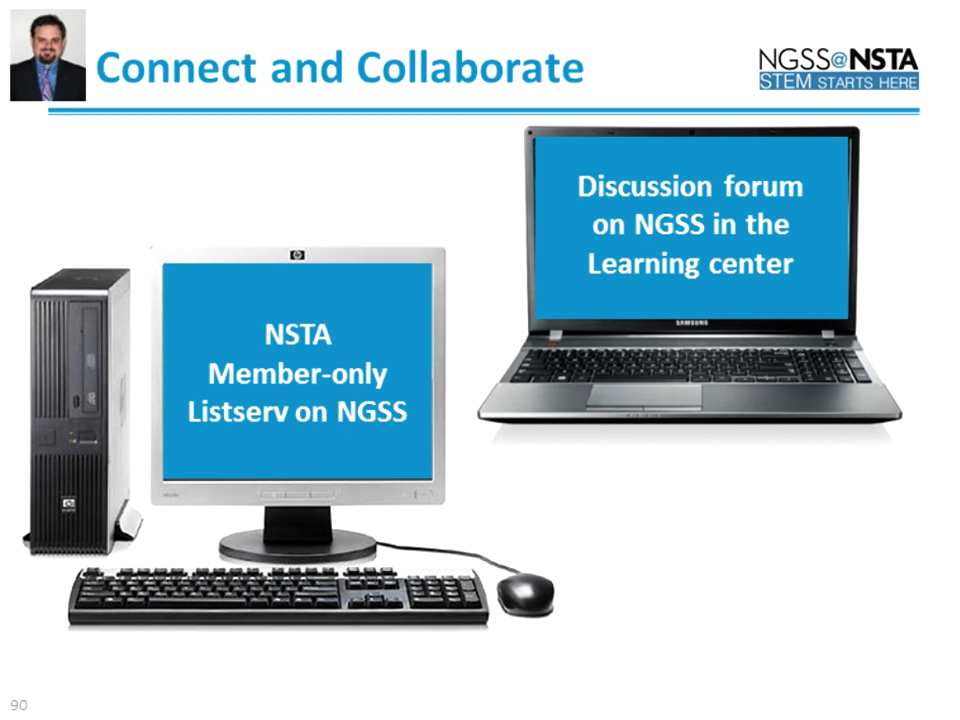 Connect and Collaborate
NGSS@NSTA
STEM STARTS HERE
Discussion forum
on NGSS in the
Learning center
SAMSUNG
hp
NSTA
Member-only
Listserv on NGSS
90